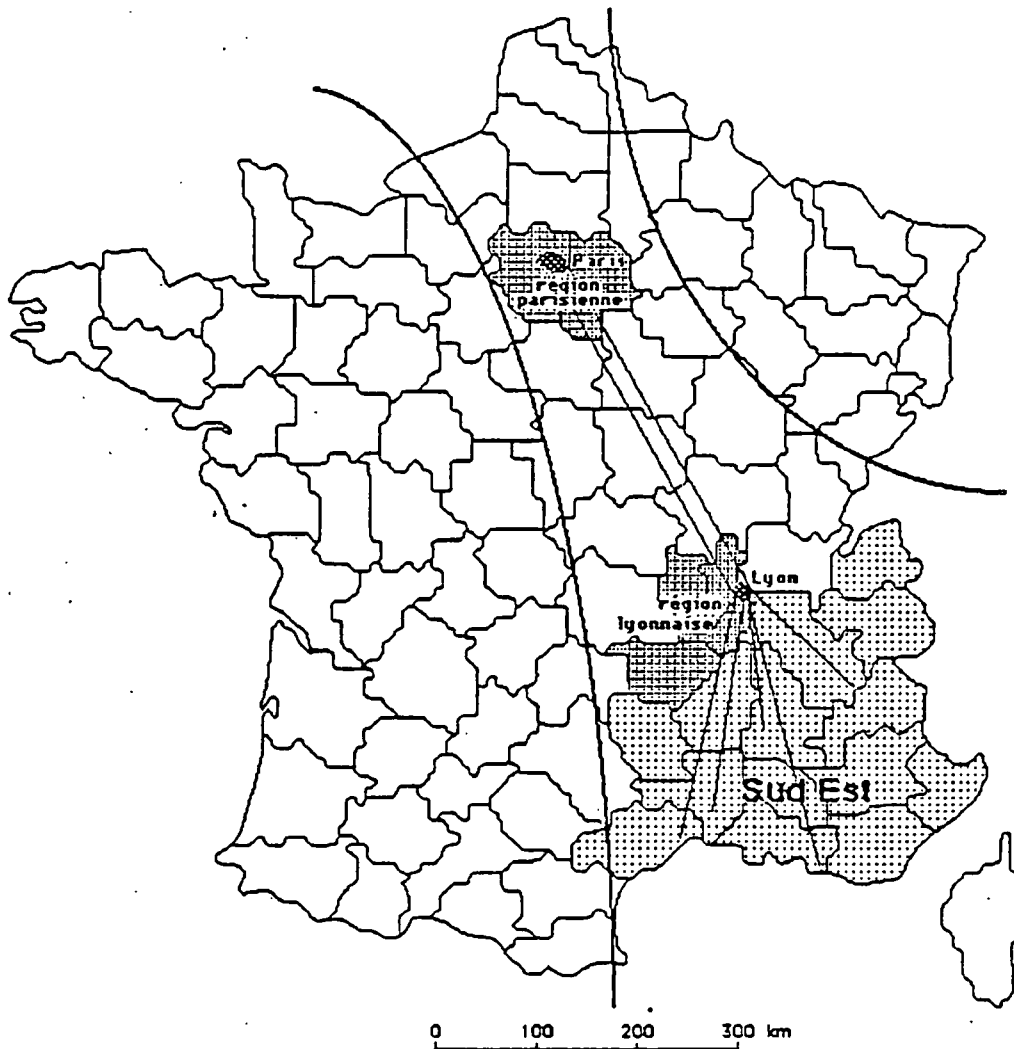 Paris
région
parisienne
Lyon
région
lyonnaise
Sud Est
0 100 200 300 km